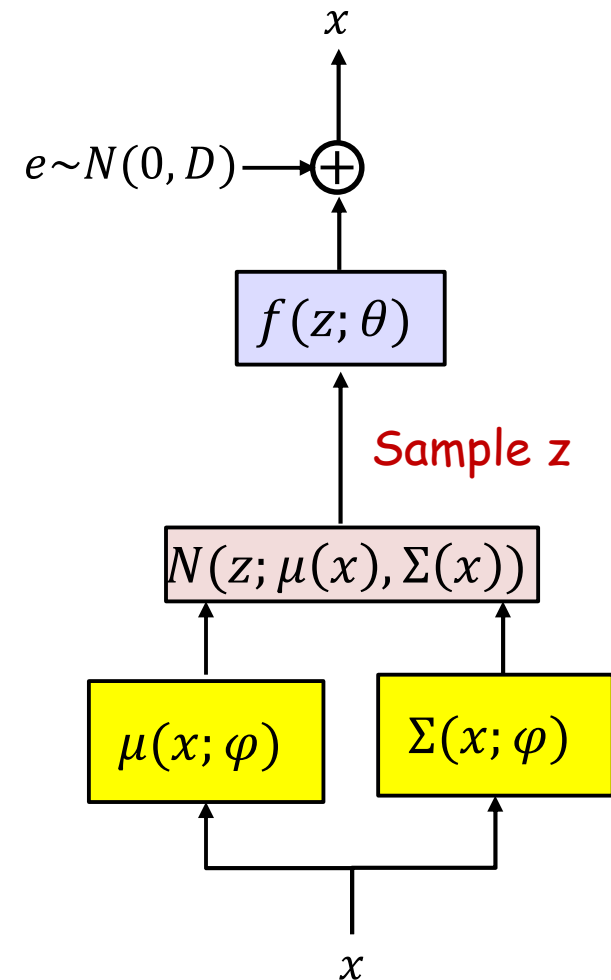 x
e~N(0, D)
+
f(z; θ)
Sample z
N(z; μ(x), Σ(x))
μ(x; φ) Σ(x; φ)
x